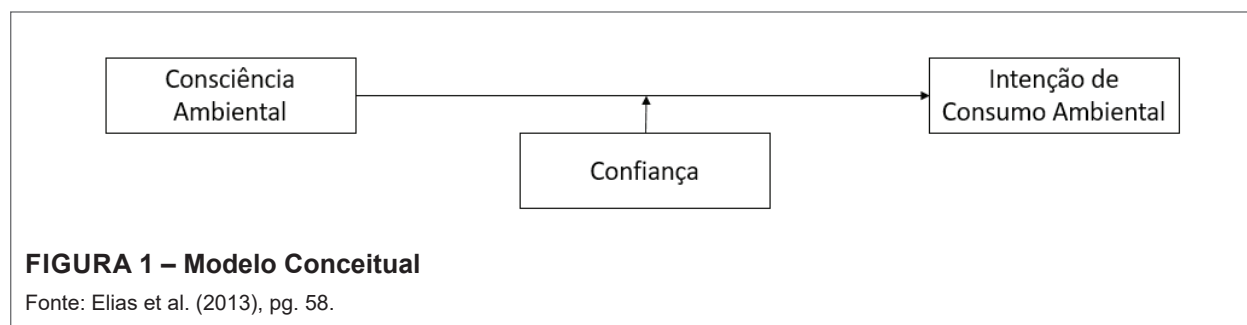 Consciência
Ambiental
Intenção de
Consumo Ambiental
Confiança
FIGURA 1 – Modelo Conceitual
Fonte: Elias et al. (2013), pg. 58.